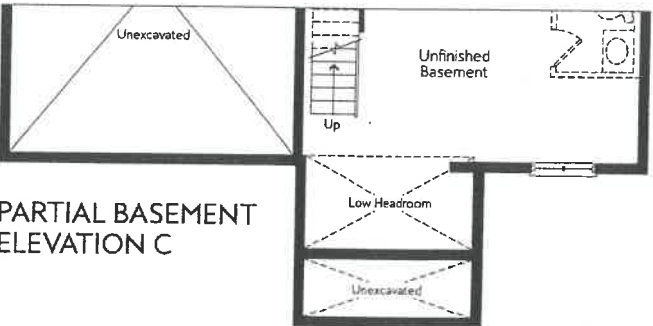 Unexcavated
Unfinished
Basement
Up
Low Headroom
PARTIAL BASEMENT
ELEVATION C
Unexcavated